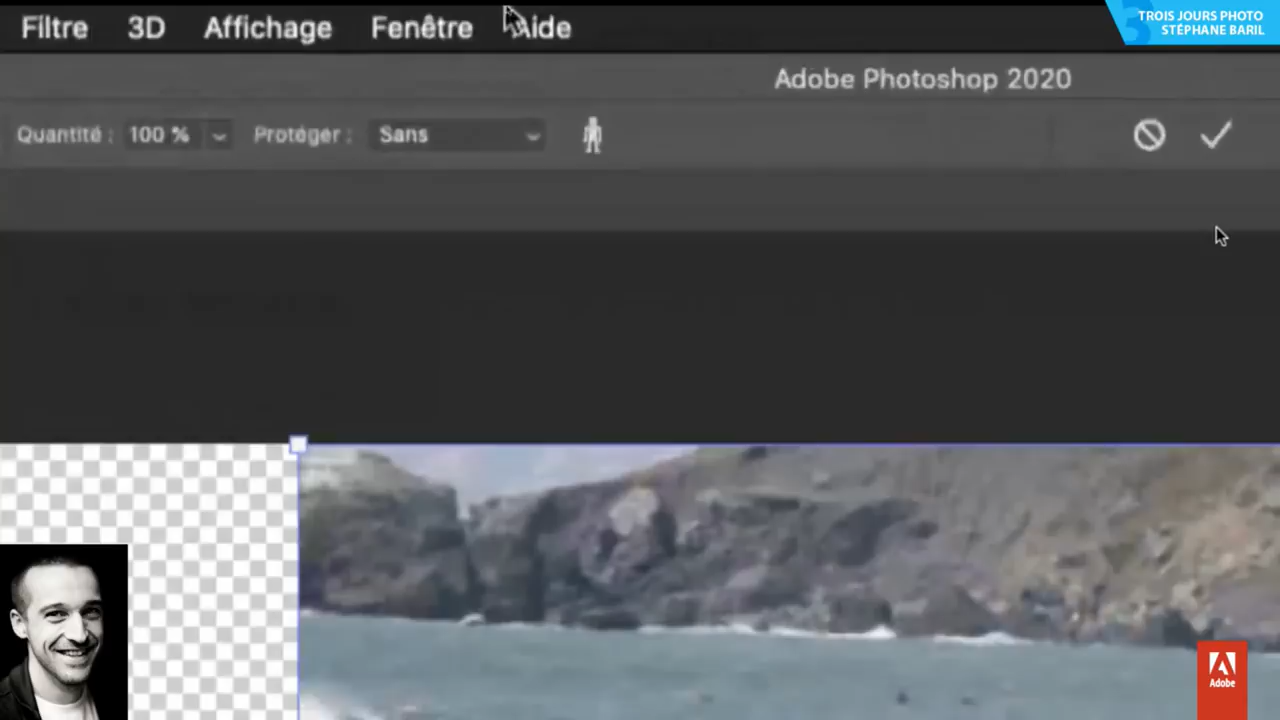 Filtre 3D Affichage Fenêtre Aide
TROIS JOURS PHOTO
STÉPHANE BARIL
Adobe Photoshop 2020
Quantité : 100 % Protéger : Sans
Adobe